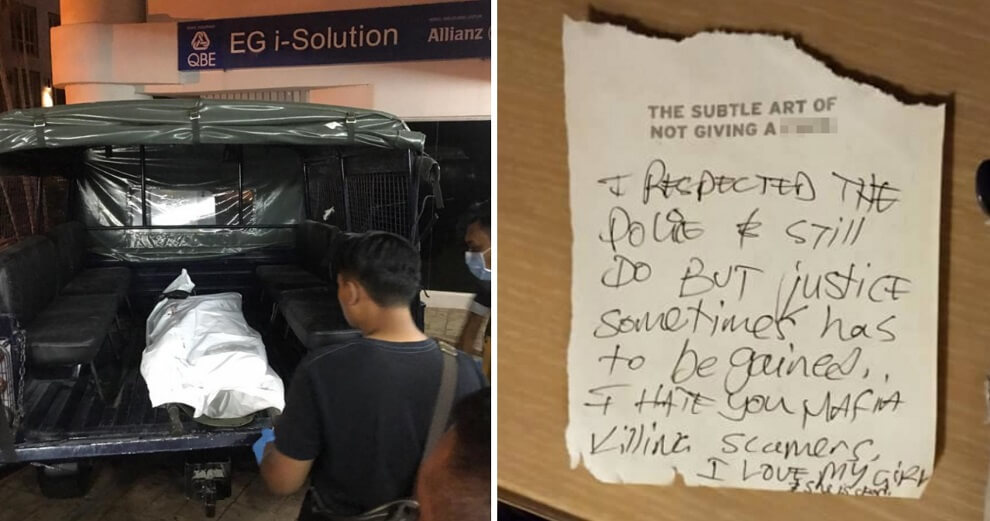 QBE
EG i-Solution
Allianz
THE SUBTLE ART OF
NOT GIVING A
I RESPECTED THE
POLICE & STILL
DO BUT justice
sometimes has
to be gained..
I HATE YOU MAFIA
Killing scamers.
I LOVE MY GIRL